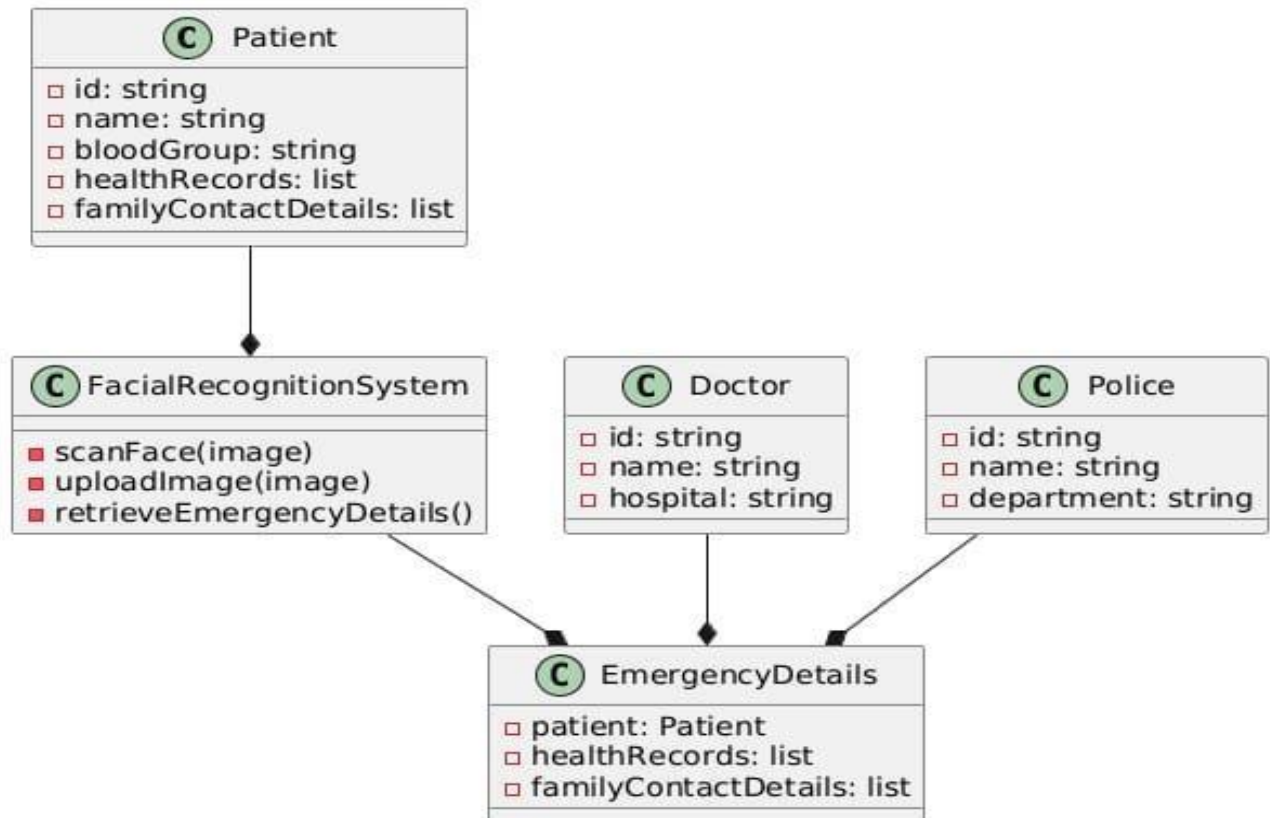 C Patient
id: string
name: string
bloodGroup: string
healthRecords: list
familyContactDetails: list
C FacialRecognitionSystem
scanFace(image)
uploadImage(image)
retrieveEmergencyDetails()
C Doctor
id: string
name: string
hospital: string
C Police
id: string
name: string
department: string
C EmergencyDetails
patient: Patient
healthRecords: list
familyContactDetails: list